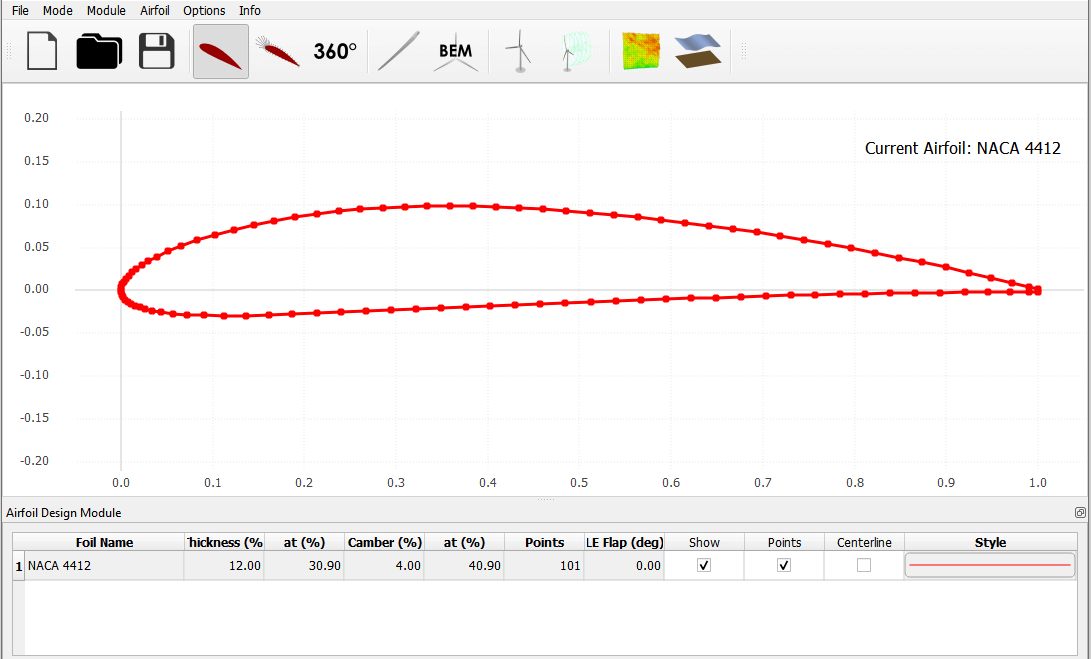 File Mode Module Airfoil Options Info
360° BEM
Current Airfoil: NACA 4412
0.20
0.15
0.10
0.05
0.00
-0.05
-0.10
-0.15
-0.20
0.0 0.1 0.2 0.3 0.4 0.5 0.6 0.7 0.8 0.9 1.0
Airfoil Design Module
Foil Name hickness (% at (%) Camber (%) at (%) Points LE Flap (deg) Show Points Centerline Style
1 NACA 4412 12.00 30.90 4.00 40.90 101 0.00